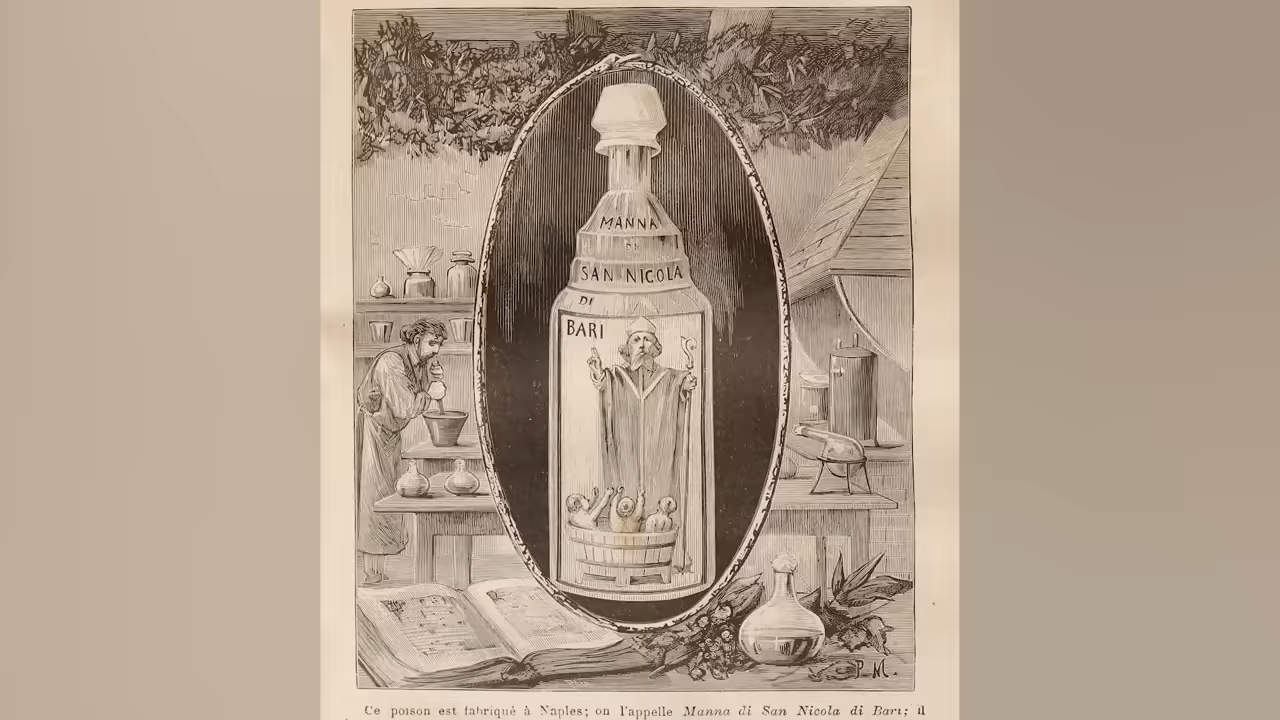 MANNA
DI
SAN NICOLA
DI
BARI
P. M.
Ce poison est fabriqué à Naples; on l'appelle Manna di San Nicola di Bari; il